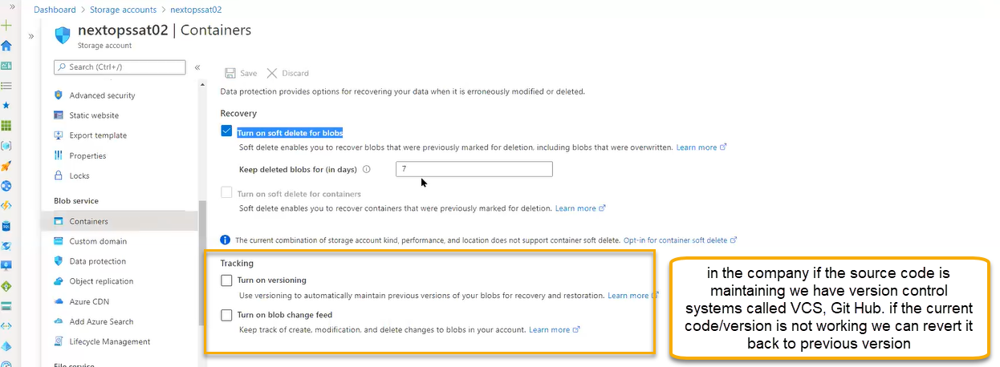 Dashboard > Storage accounts > nextopssat02
nextopssat02 | Containers
Storage account
Search (Ctrl+/)
Advanced security
Static website
Export template
Properties
Locks
Blob service
Containers
Custom domain
Data protection
Object replication
Azure CDN
Add Azure Search
Lifecycle Management
File service
Save Discard
Data protection provides options for recovering your data when it is erroneously modified or deleted.
Recovery
Turn on soft delete for blobs
Soft delete enables you to recover blobs that were previously marked for deletion, including blobs that were overwritten. Learn more
Keep deleted blobs for (in days) 7
Turn on soft delete for containers
Soft delete enables you to recover containers that were previously marked for deletion. Learn more
The current combination of storage account kind, performance, and location does not support container soft delete. Opt-in for container soft delete
Tracking
Turn on versioning
Use versioning to automatically maintain previous versions of your blobs for recovery and restoration. Learn more
Turn on blob change feed
Keep track of create, modification, and delete changes to blobs in your account. Learn more
in the company if the source code is
maintaining we have version control
systems called VCS, Git Hub. if the current
code/version is not working we can revert it
back to previous version